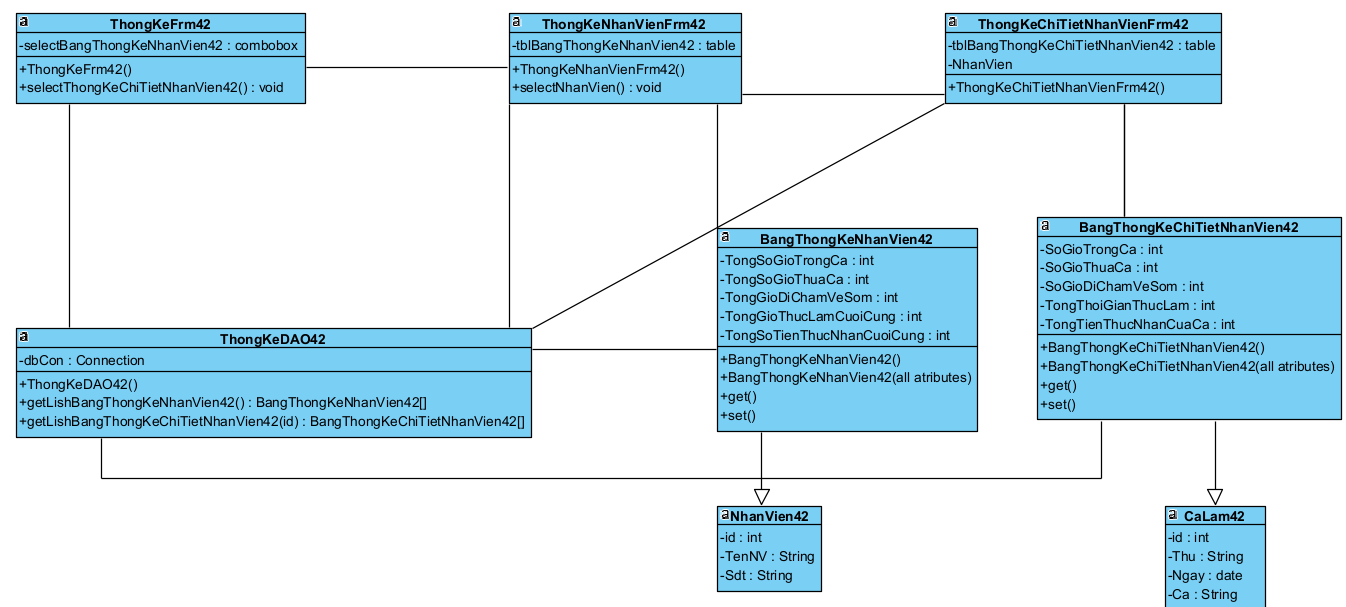 ThongKeFrm42
-selectBangThongKeNhanVien42 : combobox
+ThongKeFrm42()
+selectThongKeChiTietNhanVien42() : void
ThongKeNhanVienFrm42
-tblBangThongKeNhanVien42 : table
+ThongKeNhanVienFrm42()
+selectNhanVien() : void
ThongKeChiTietNhanVienFrm42
-tblBangThongKeChiTietNhanVien42 : table
-NhanVien
+ThongKeChiTietNhanVienFrm42()
BangThongKeNhanVien42
-TongSoGioTrongCa : int
-TongSoGioThuaCa : int
-TongGioDiChamVeSom : int
-TongGioThucLamCuoiCung : int
-TongSoTienThucNhanCuoiCung : int
+BangThongKeNhanVien42()
+BangThongKeNhanVien42(all atributes)
+get()
+set()
BangThongKeChiTietNhanVien42
-SoGioTrongCa : int
-SoGioThuaCa : int
-SoGioDiChamVeSom : int
-TongThoiGianThucLam : int
-TongTienThucNhanCuaCa : int
+BangThongKeChiTietNhanVien42()
+BangThongKeChiTietNhanVien42(all atributes)
+get()
+set()
ThongKeDAO42
-dbCon : Connection
+ThongKeDAO42()
+getLishBangThongKeNhanVien42() : BangThongKeNhanVien42[]
+getLishBangThongKeChiTietNhanVien42(id) : BangThongKeChiTietNhanVien42[]
NhanVien42
-id : int
-TenNV : String
-Sdt : String
CaLam42
-id : int
-Thu : String
-Ngay : date
-Ca : String